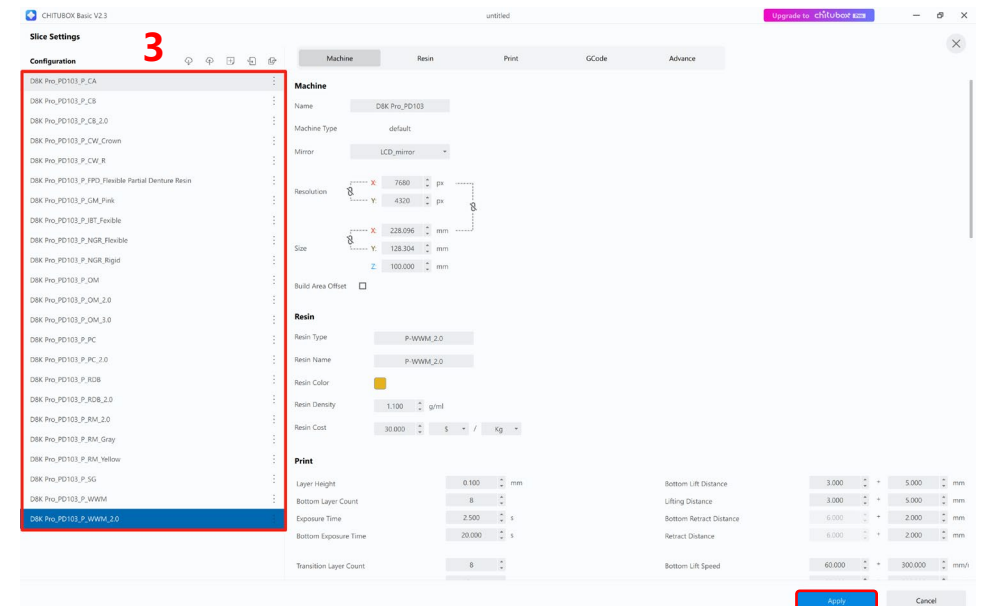 CHITUBOX Basic V2.3
untitled
Upgrade to chitubox PRO
Slice Settings
3
Configuration
Machine Resin Print GCode Advance
D8K Pro_PD103_P_CA
D8K Pro_PD103_P_CB
D8K Pro_PD103_P_CB_2.0
D8K Pro_PD103_P_CW_Crown
D8K Pro_PD103_P_CW_R
D8K Pro_PD103_P_FPD_Flexible Partial Denture Resin
D8K Pro_PD103_P_GM_Pink
D8K Pro_PD103_P_IBT_Fexible
D8K Pro_PD103_P_NGR_Flexible
D8K Pro_PD103_P_NGR_Rigid
D8K Pro_PD103_P_OM
D8K Pro_PD103_P_OM_2.0
D8K Pro_PD103_P_OM_3.0
D8K Pro_PD103_P_PC
D8K Pro_PD103_P_PC_2.0
D8K Pro_PD103_P_RDB
D8K Pro_PD103_P_RDB_2.0
D8K Pro_PD103_P_RM_2.0
D8K Pro_PD103_P_RM_Gray
D8K Pro_PD103_P_RM_Yellow
D8K Pro_PD103_P_SG
D8K Pro_PD103_P_WWM
D8K Pro_PD103_P_WWM_2.0
Machine
Name D8K Pro_PD103
Machine Type default
Mirror LCD_mirror
Resolution
X: 7680 px
Y: 4320 px
Size
X: 228.096 mm
Y: 128.304 mm
Z: 100.000 mm
Build Area Offset
Resin
Resin Type P-WWM_2.0
Resin Name P-WWM_2.0
Resin Color
Resin Density 1.100 g/ml
Resin Cost 30.000 $ / Kg
Print
Layer Height 0.100 mm Bottom Lift Distance 3.000 + 5.000 mm
Bottom Layer Count 8 Lifting Distance 3.000 + 5.000 mm
Exposure Time 2.500 s Bottom Retract Distance 6.000 + 2.000 mm
Bottom Exposure Time 20.000 s Retract Distance 6.000 + 2.000 mm
Transition Layer Count 8 Bottom Lift Speed 60.000 + 300.000 mm/
Apply Cancel